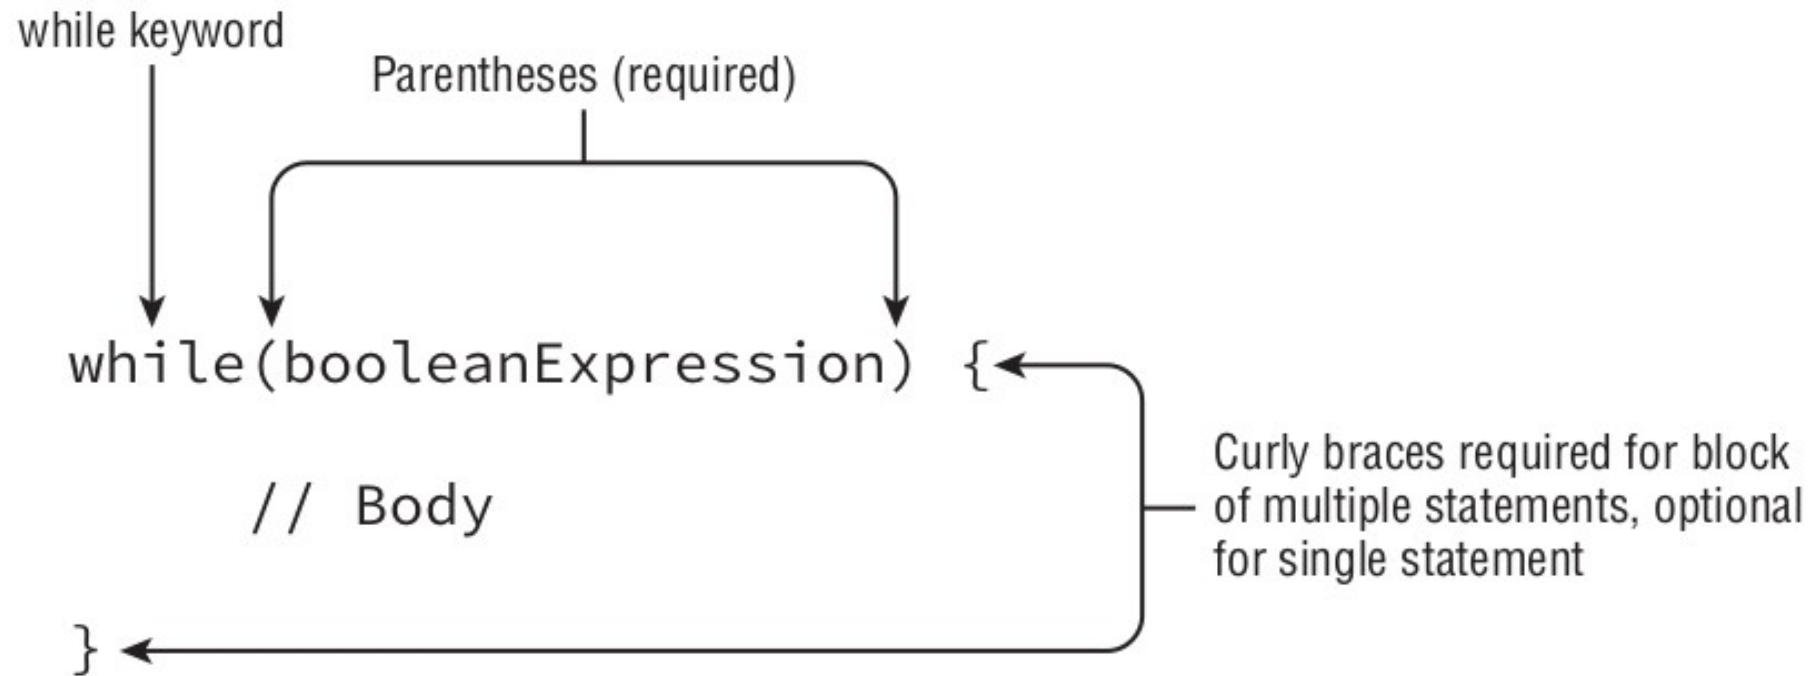 while keyword
Parentheses (required)
while(booleanExpression) {
// Body
Curly braces required for block
of multiple statements, optional
for single statement
}